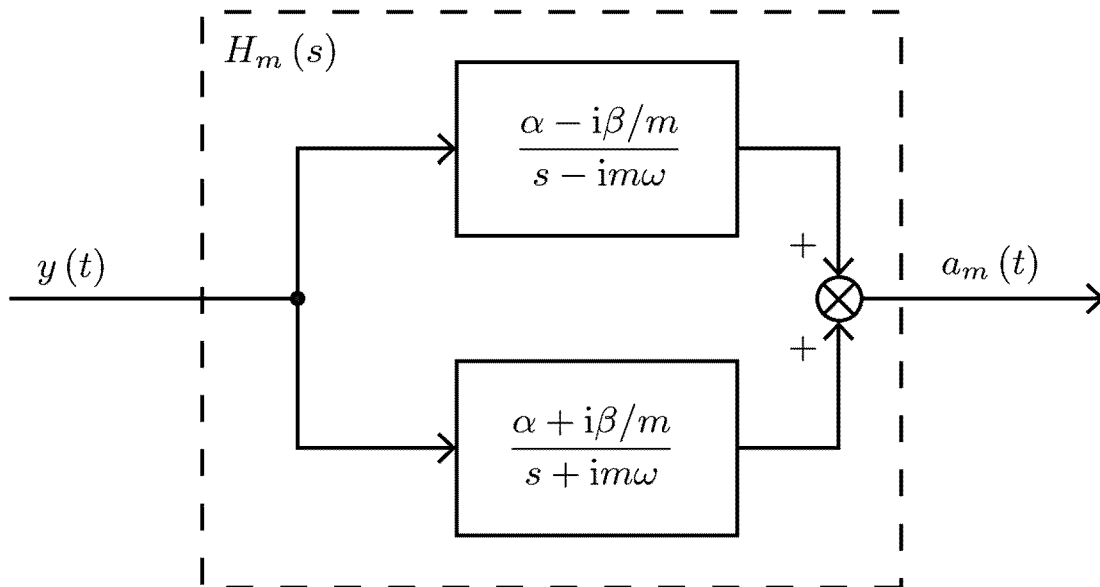 H_m (s)
α − iβ/m
s − imω
y (t)
+
a_m (t)
+
α + iβ/m
s + imω